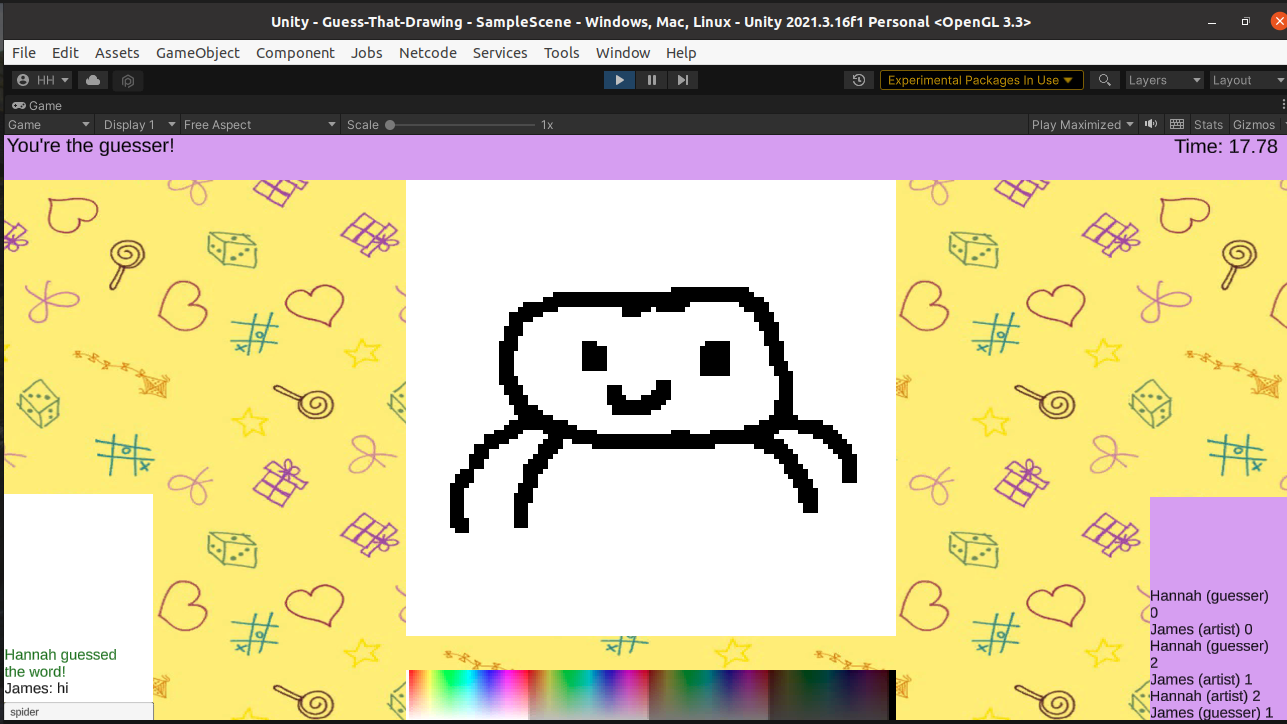 Unity - Guess-That-Drawing - SampleScene - Windows, Mac, Linux - Unity 2021.3.16f1 Personal <OpenGL 3.3>
File Edit Assets GameObject Component Jobs Netcode Services Tools Window Help
HH Experimental Packages In Use Layers Layout
Game
Game Display 1 Free Aspect Scale 1x Play Maximized Stats Gizmos
You're the guesser! Time: 17.78
Hannah guessed
the word!
James: hi
spider
Hannah (guesser)
0
James (artist) 0
Hannah (guesser)
2
James (artist) 1
Hannah (artist) 2
James (guesser) 1